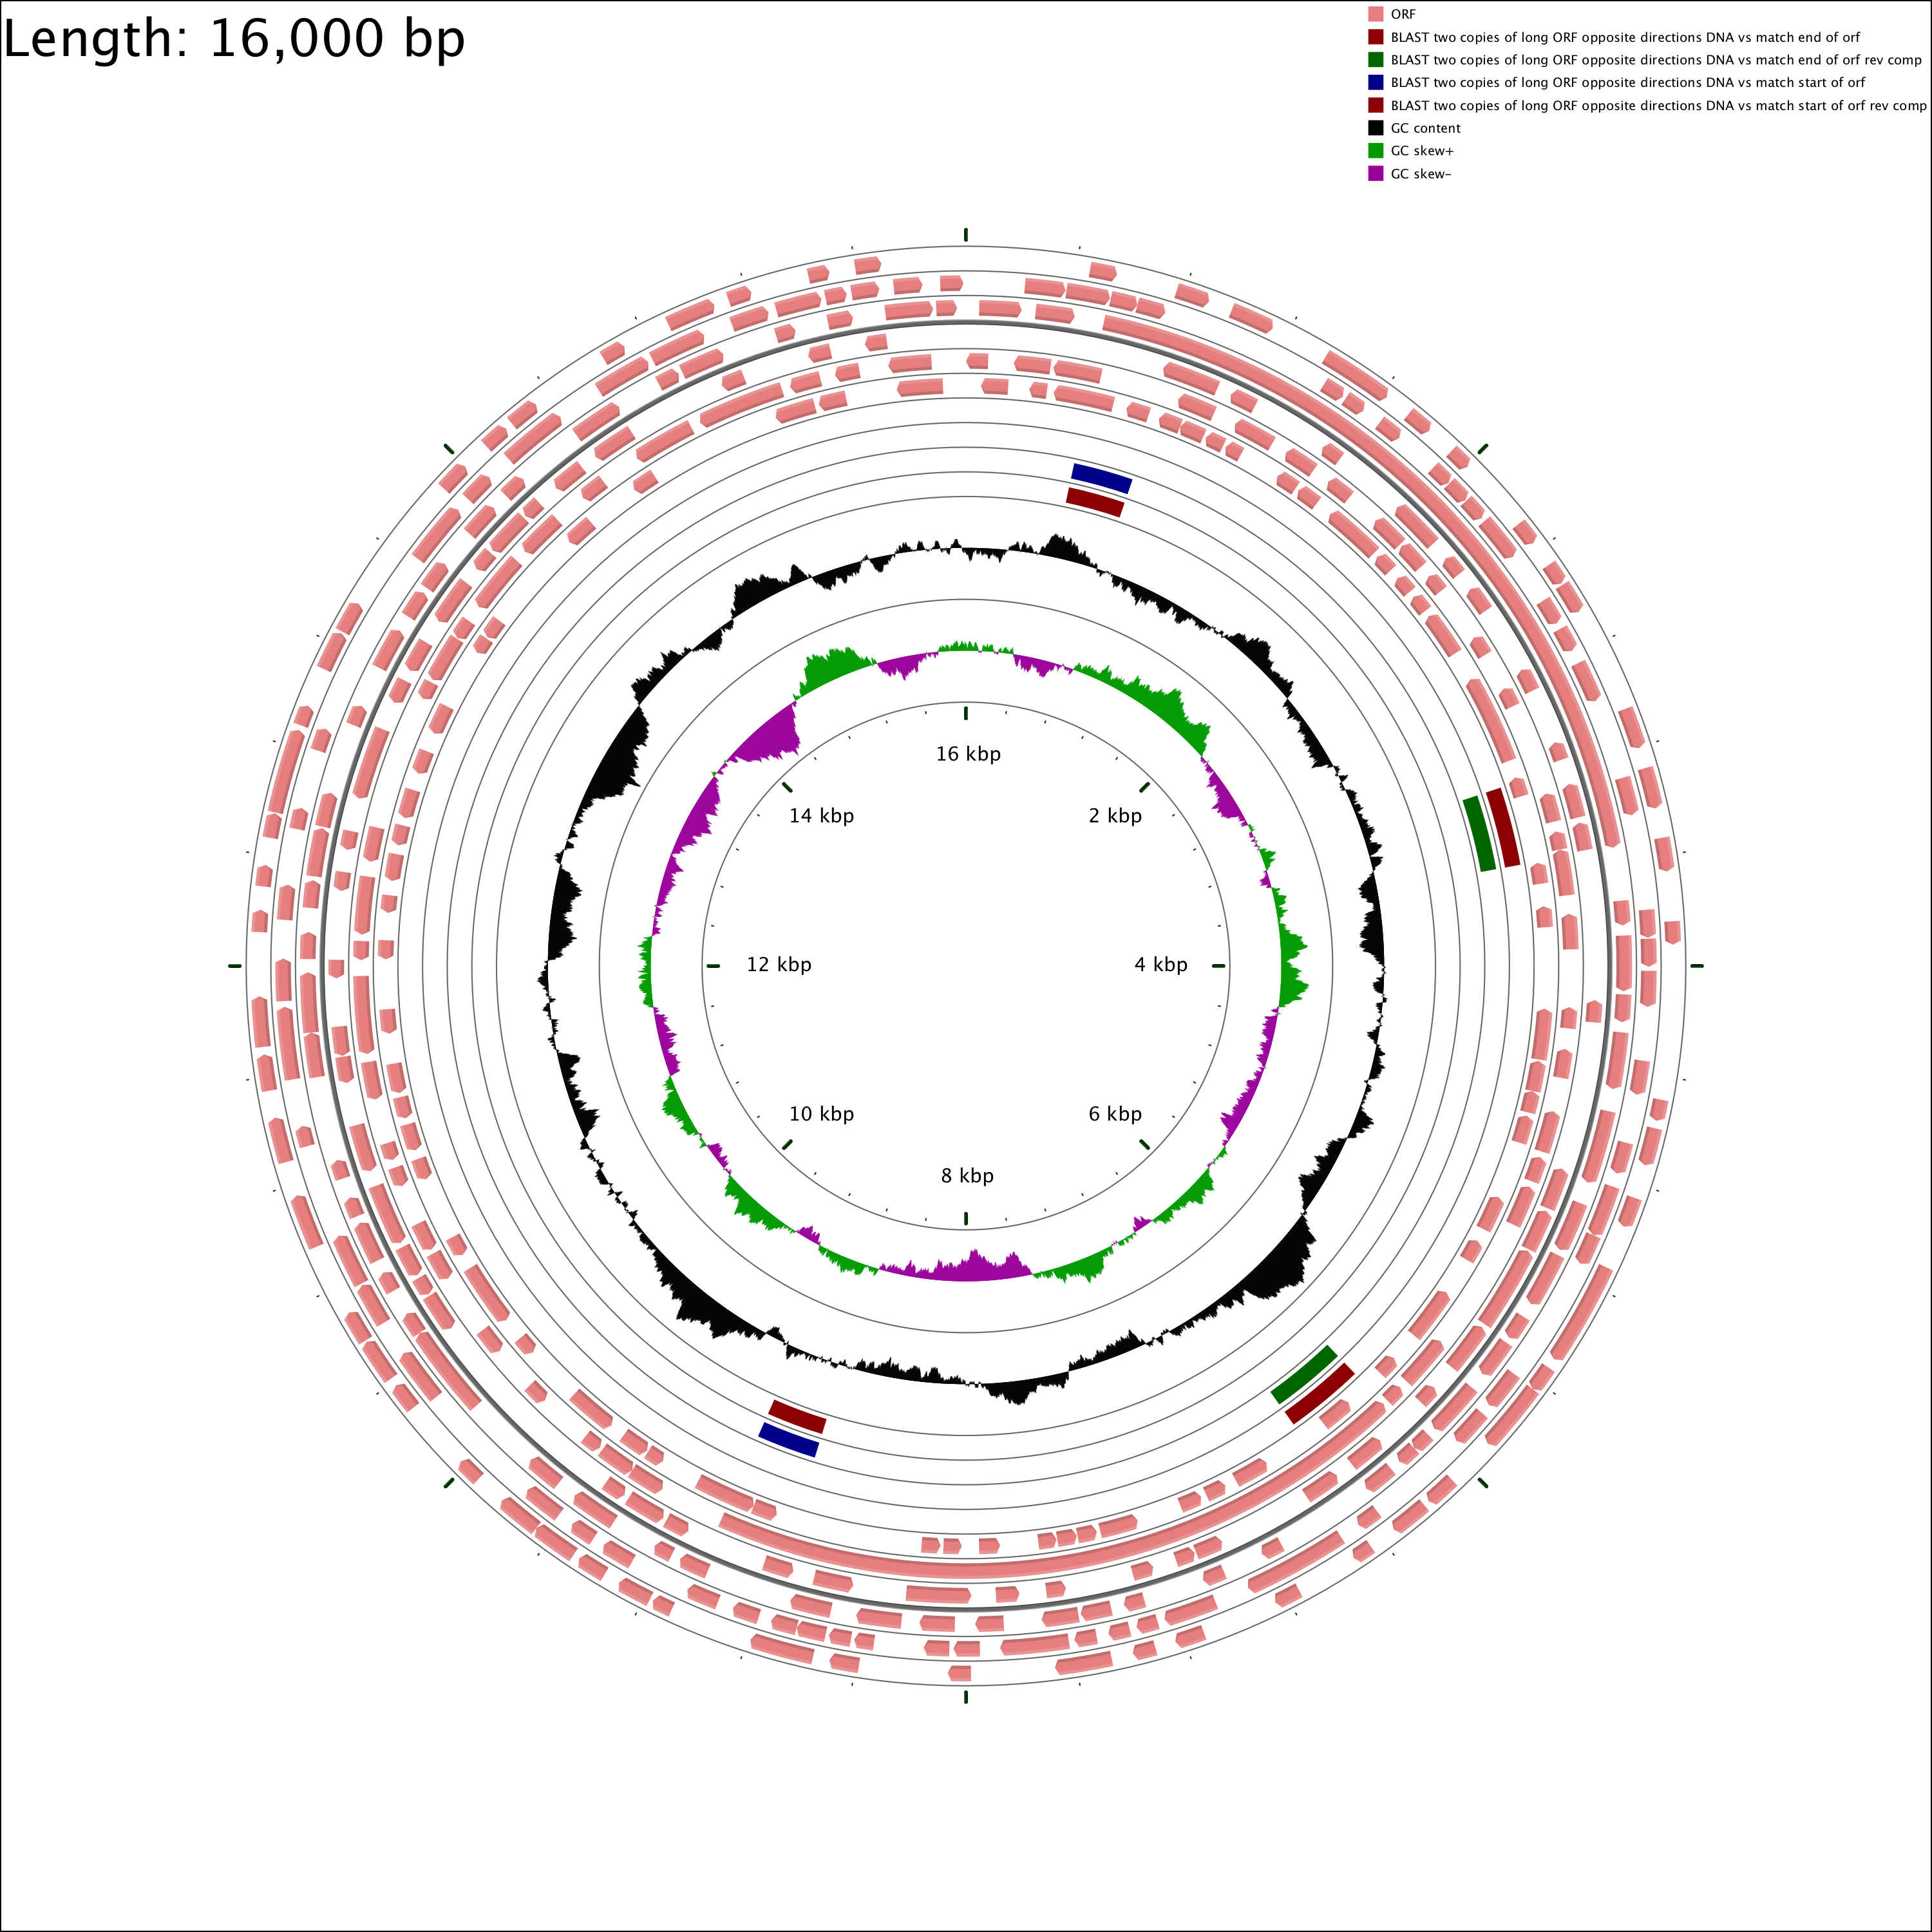 Length: 16,000 bp
ORF
BLAST two copies of long ORF opposite directions DNA vs match end of orf
BLAST two copies of long ORF opposite directions DNA vs match end of orf rev comp
BLAST two copies of long ORF opposite directions DNA vs match start of orf
BLAST two copies of long ORF opposite directions DNA vs match start of orf rev comp
GC content
GC skew+
GC skew-
16 kbp
14 kbp
2 kbp
12 kbp
4 kbp
10 kbp
6 kbp
8 kbp